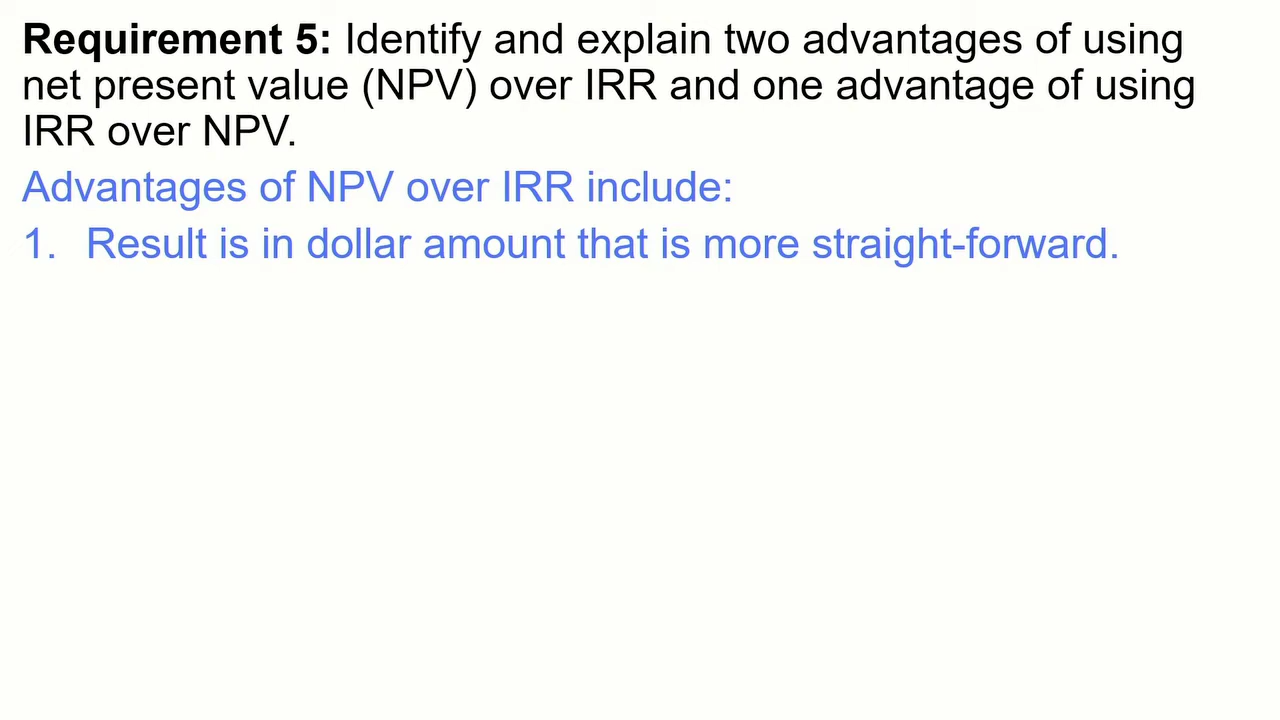 Requirement 5: Identify and explain two advantages of using
net present value (NPV) over IRR and one advantage of using
IRR over NPV.
Advantages of NPV over IRR include:
1. Result is in dollar amount that is more straight-forward.